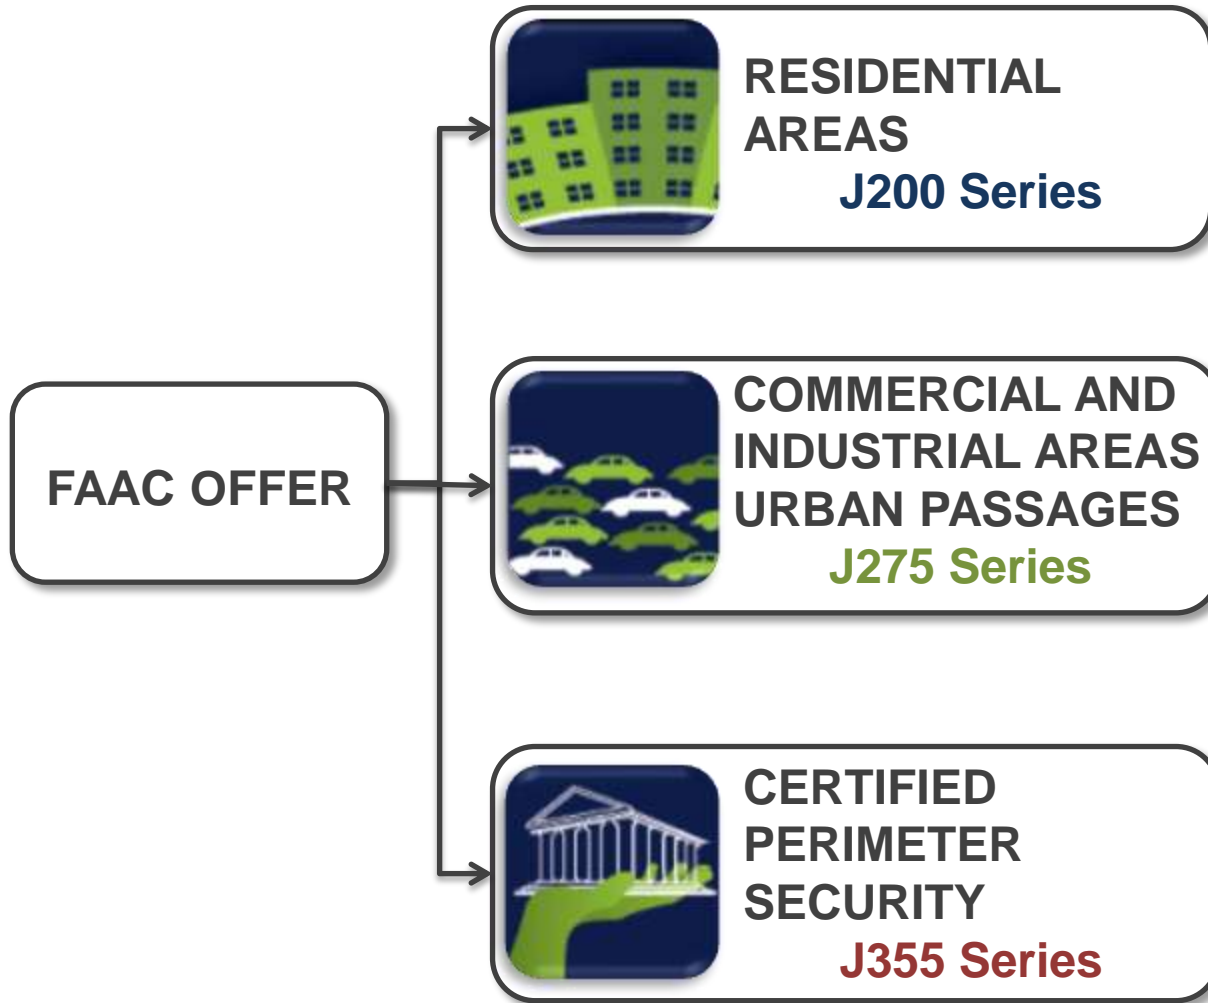 RESIDENTIAL
AREAS
J200 Series
FAAC OFFER
COMMERCIAL AND
INDUSTRIAL AREAS
URBAN PASSAGES
J275 Series
CERTIFIED
PERIMETER
SECURITY
J355 Series